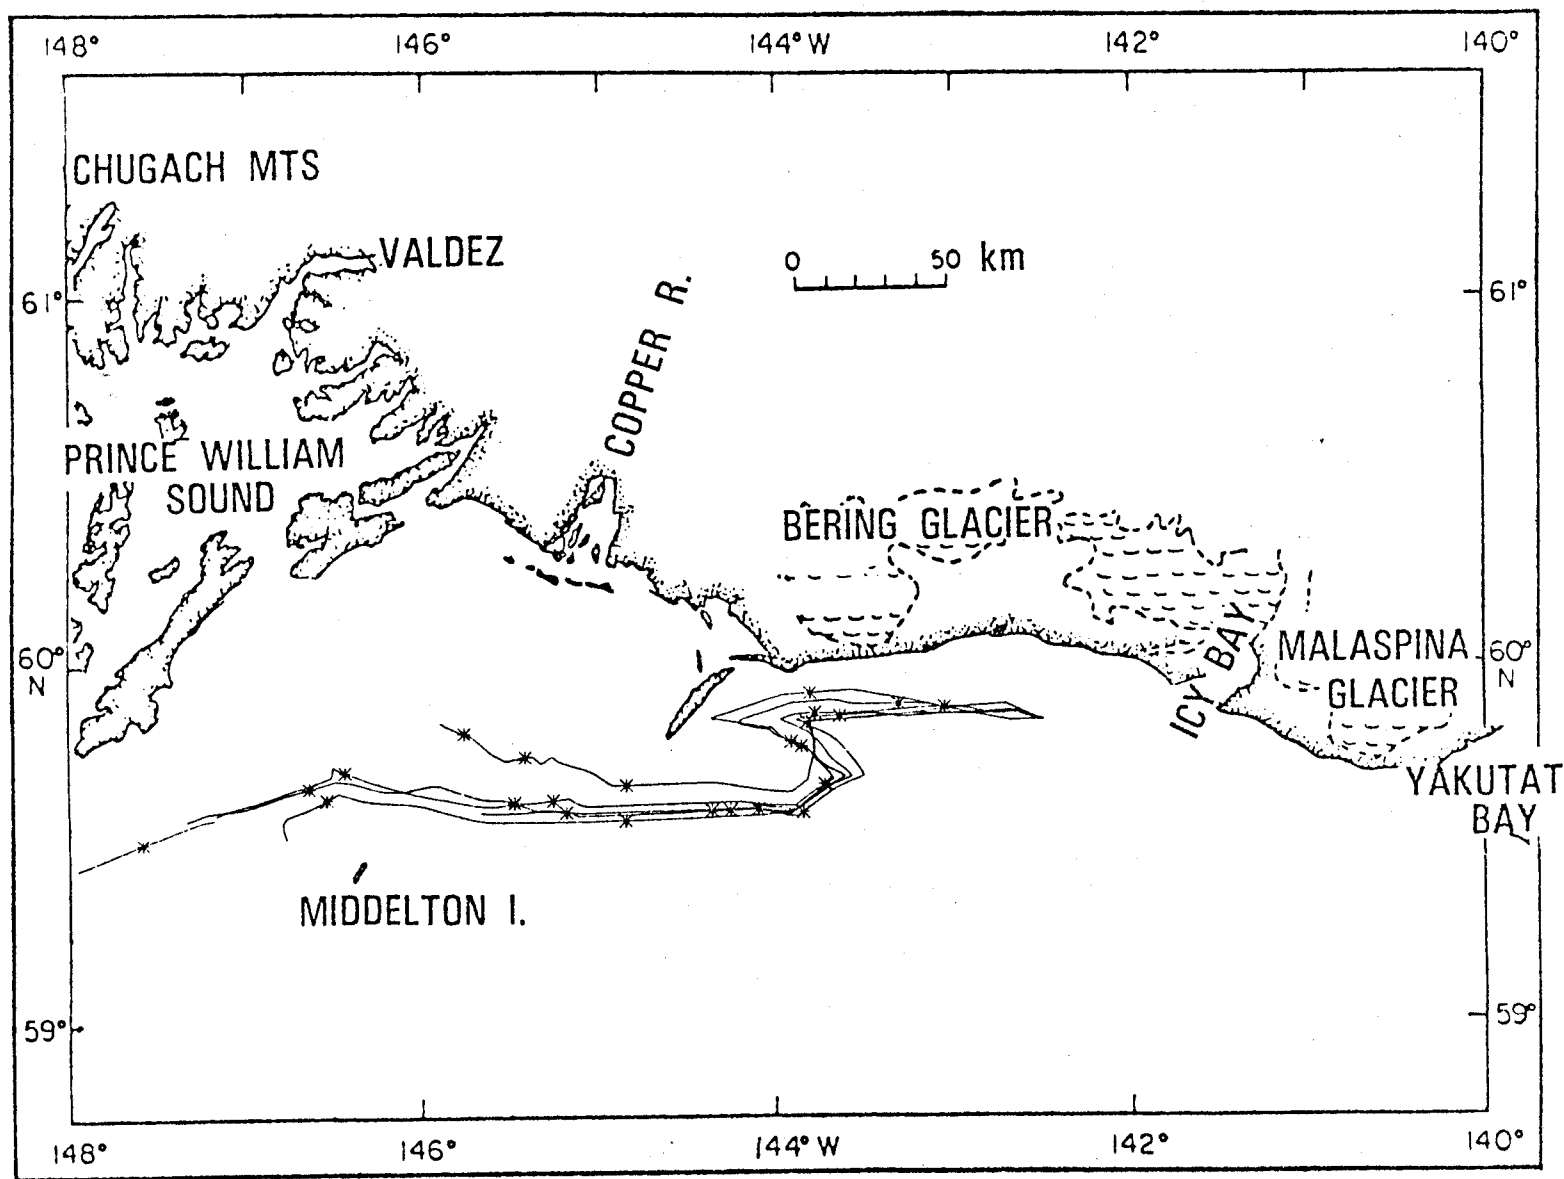 148° 146° 144° W 142° 140°
CHUGACH MTS
VALDEZ
0 50 km
61° 61°
COPPER R.
PRINCE WILLIAM
SOUND
BERING GLACIER
ICY BAY
MALASPINA
GLACIER
60° 60°
N N
YAKUTAT
BAY
MIDDELTON I.
59° 59°
148° 146° 144° W 142° 140°